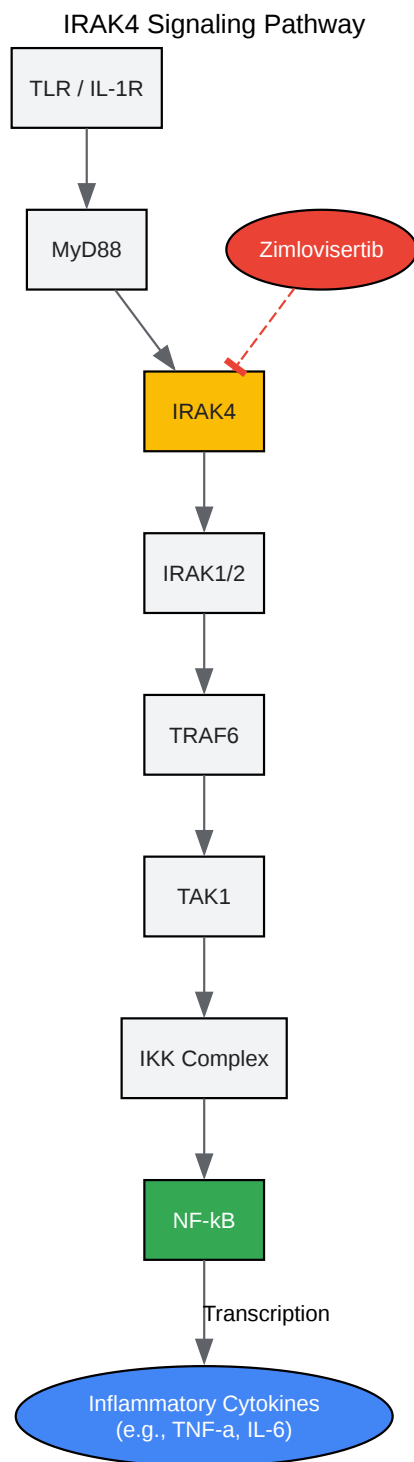 IRAK4 Signaling Pathway
TLR / IL-1R
MyD88
Zimlovisertib
IRAK4
IRAK1/2
TRAF6
TAK1
IKK Complex
NF-kB
Transcription
Inflammatory Cytokines
(e.g., TNF-a, IL-6)